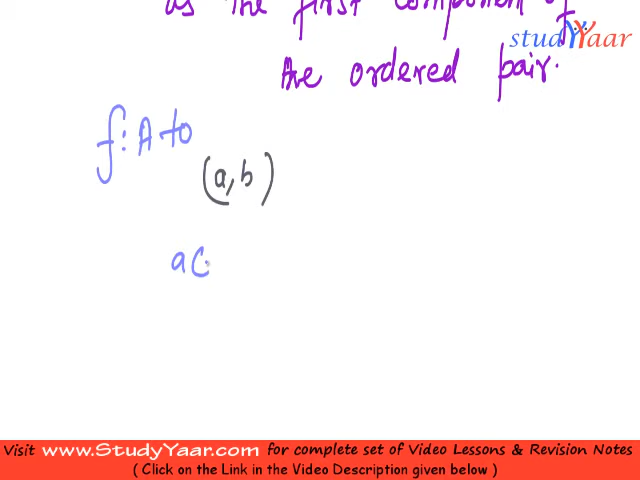 as the first component of
studYYaar
the ordered pair.
f: A to
(a, b)
a C
Visit www.StudyYaar.com for complete set of Video Lessons & Revision Notes
( Click on the Link in the Video Description given below )